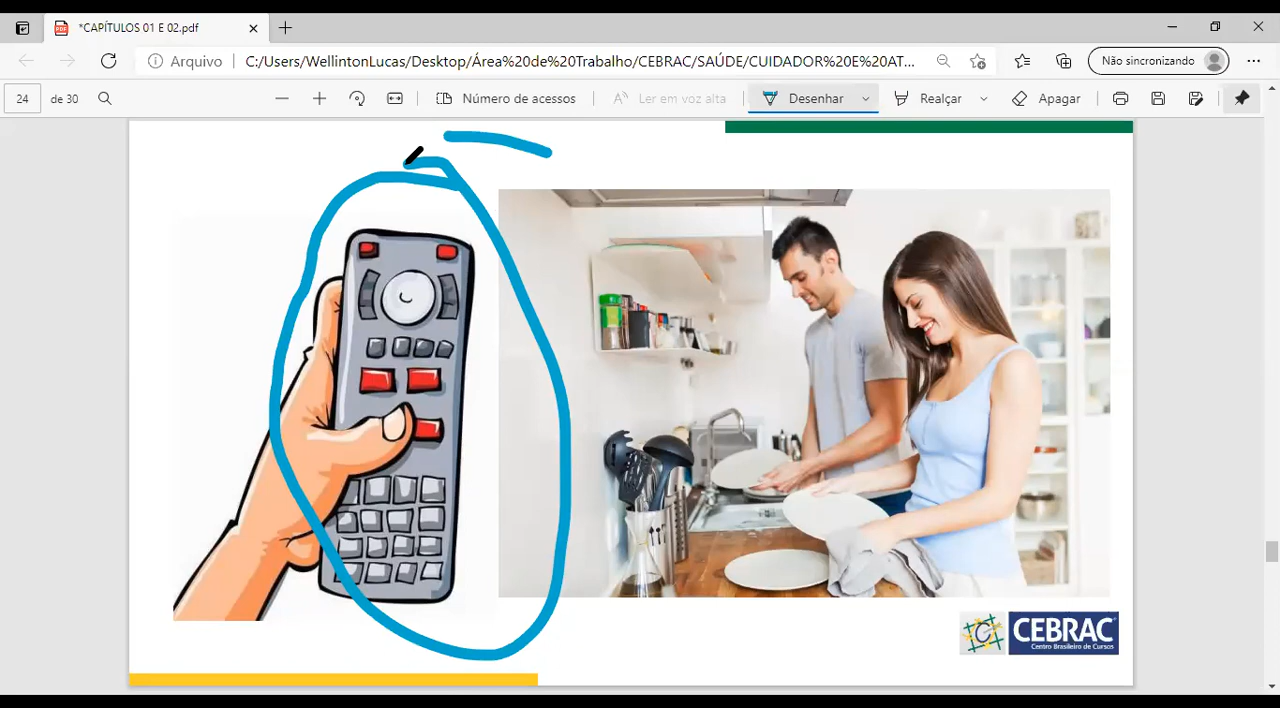 *CAPÍTULOS 01 E 02.pdf
Arquivo
C:/Users/WellintonLucas/Desktop/Área%20de%20Trabalho/CEBRAC/SAÚDE/CUIDADOR%20E%20AT...
Não sincronizando
24 de 30
Número de acessos
Ler em voz alta
Desenhar
Realçar
Apagar
CEBRAC
Centro Brasileiro de Cursos